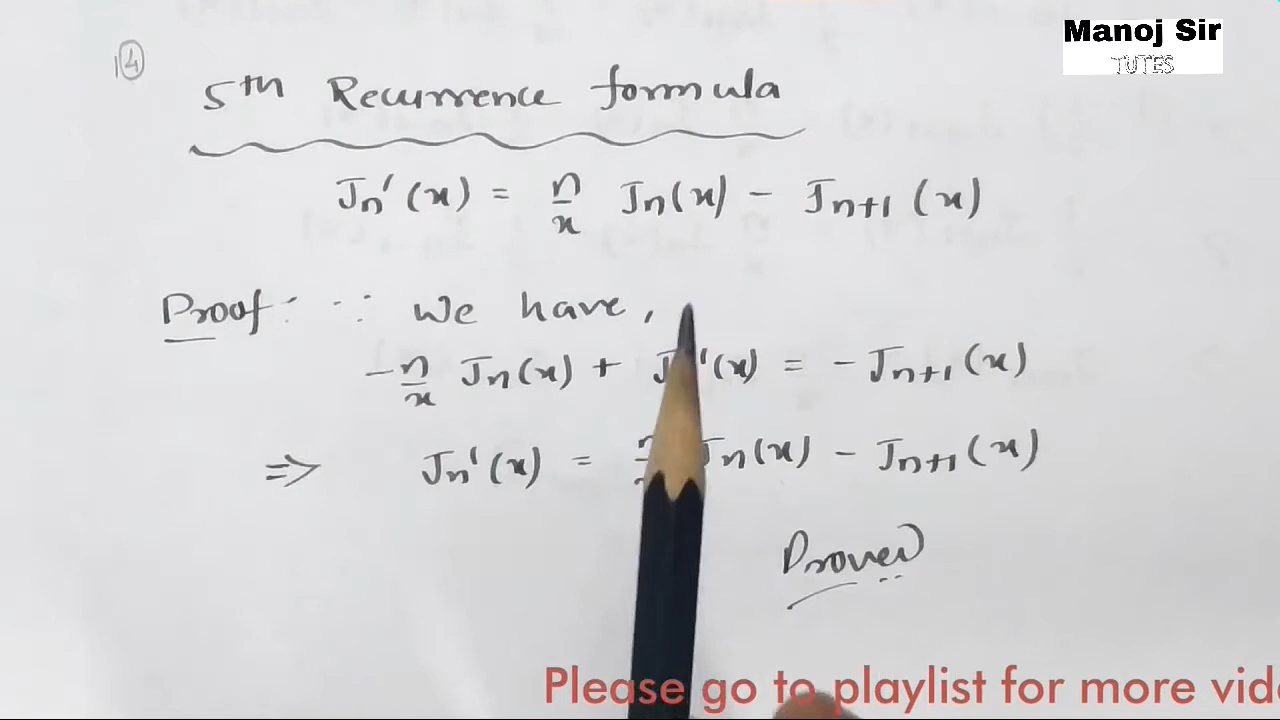 14
Manoj Sir
TUTES
5th Recurrence formula
Jn'(x) = n/x Jn(x) - Jn+1(x)
Proof: ∵ We have,
-n/x Jn(x) + J '(x) = -Jn+1(x)
=> Jn'(x) = Jn(x) - Jn+1(x)
Proved
Please go to playlist for more vid